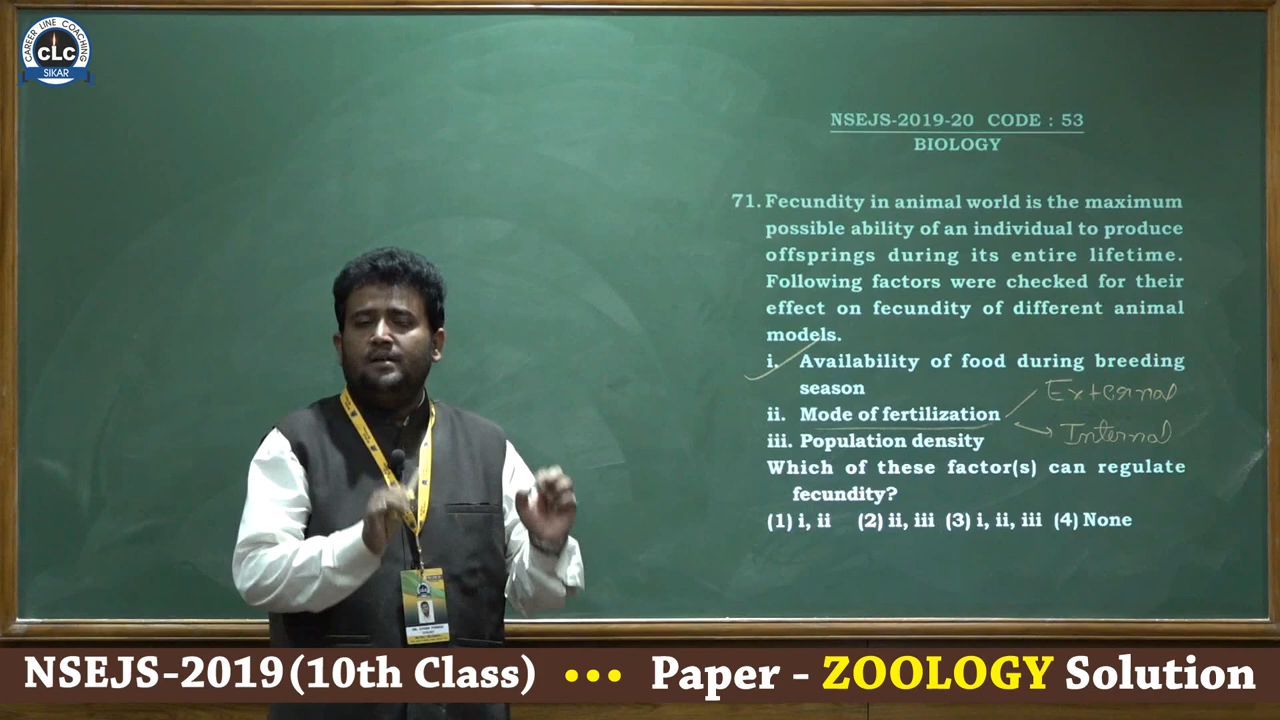 CAREER LINE COACHING
CLC
SIKAR
NSEJS-2019-20 CODE : 53
BIOLOGY
71. Fecundity in animal world is the maximum
possible ability of an individual to produce
offsprings during its entire lifetime.
Following factors were checked for their
effect on fecundity of different animal
models.
i. Availability of food during breeding
season
External
ii. Mode of fertilization
Internal
iii. Population density
Which of these factor(s) can regulate
fecundity?
(1) i, ii (2) ii, iii (3) i, ii, iii (4) None
NSEJS-2019(10th Class) ••• Paper - ZOOLOGY Solution